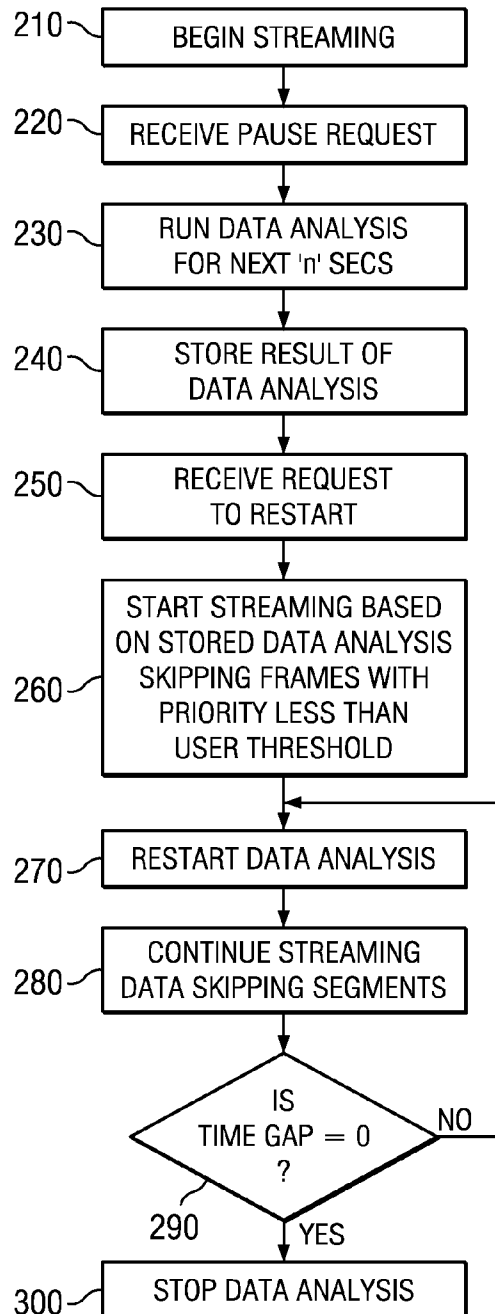 210
BEGIN STREAMING
220
RECEIVE PAUSE REQUEST
230
RUN DATA ANALYSIS
FOR NEXT 'n' SECS
240
STORE RESULT OF
DATA ANALYSIS
250
RECEIVE REQUEST
TO RESTART
260
START STREAMING BASED
ON STORED DATA ANALYSIS
SKIPPING FRAMES WITH
PRIORITY LESS THAN
USER THRESHOLD
270
RESTART DATA ANALYSIS
280
CONTINUE STREAMING
DATA SKIPPING SEGMENTS
IS
TIME GAP = 0
?
NO
290
YES
300
STOP DATA ANALYSIS